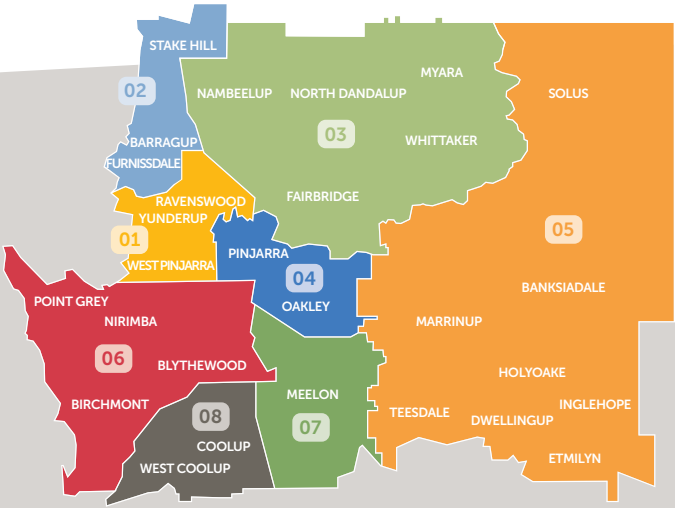 STAKE HILL
MYARA
02
NAMBEELUP
NORTH DANDALUP
SOLUS
03
BARRAGUP
WHITTAKER
FURNISSDALE
FAIRBRIDGE
RAVENSWOOD
YUNDERUP
05
01
PINJARRA
WEST PINJARRA
04
BANKSIADALE
POINT GREY
OAKLEY
NIRIMBA
MARRINUP
06
BLYTHEWOOD
HOLYOAKE
MEELON
BIRCHMONT
INGLEHOPE
08
TEESDALE
DWELLINGUP
07
COOLUP
WEST COOLUP
ETMILYN